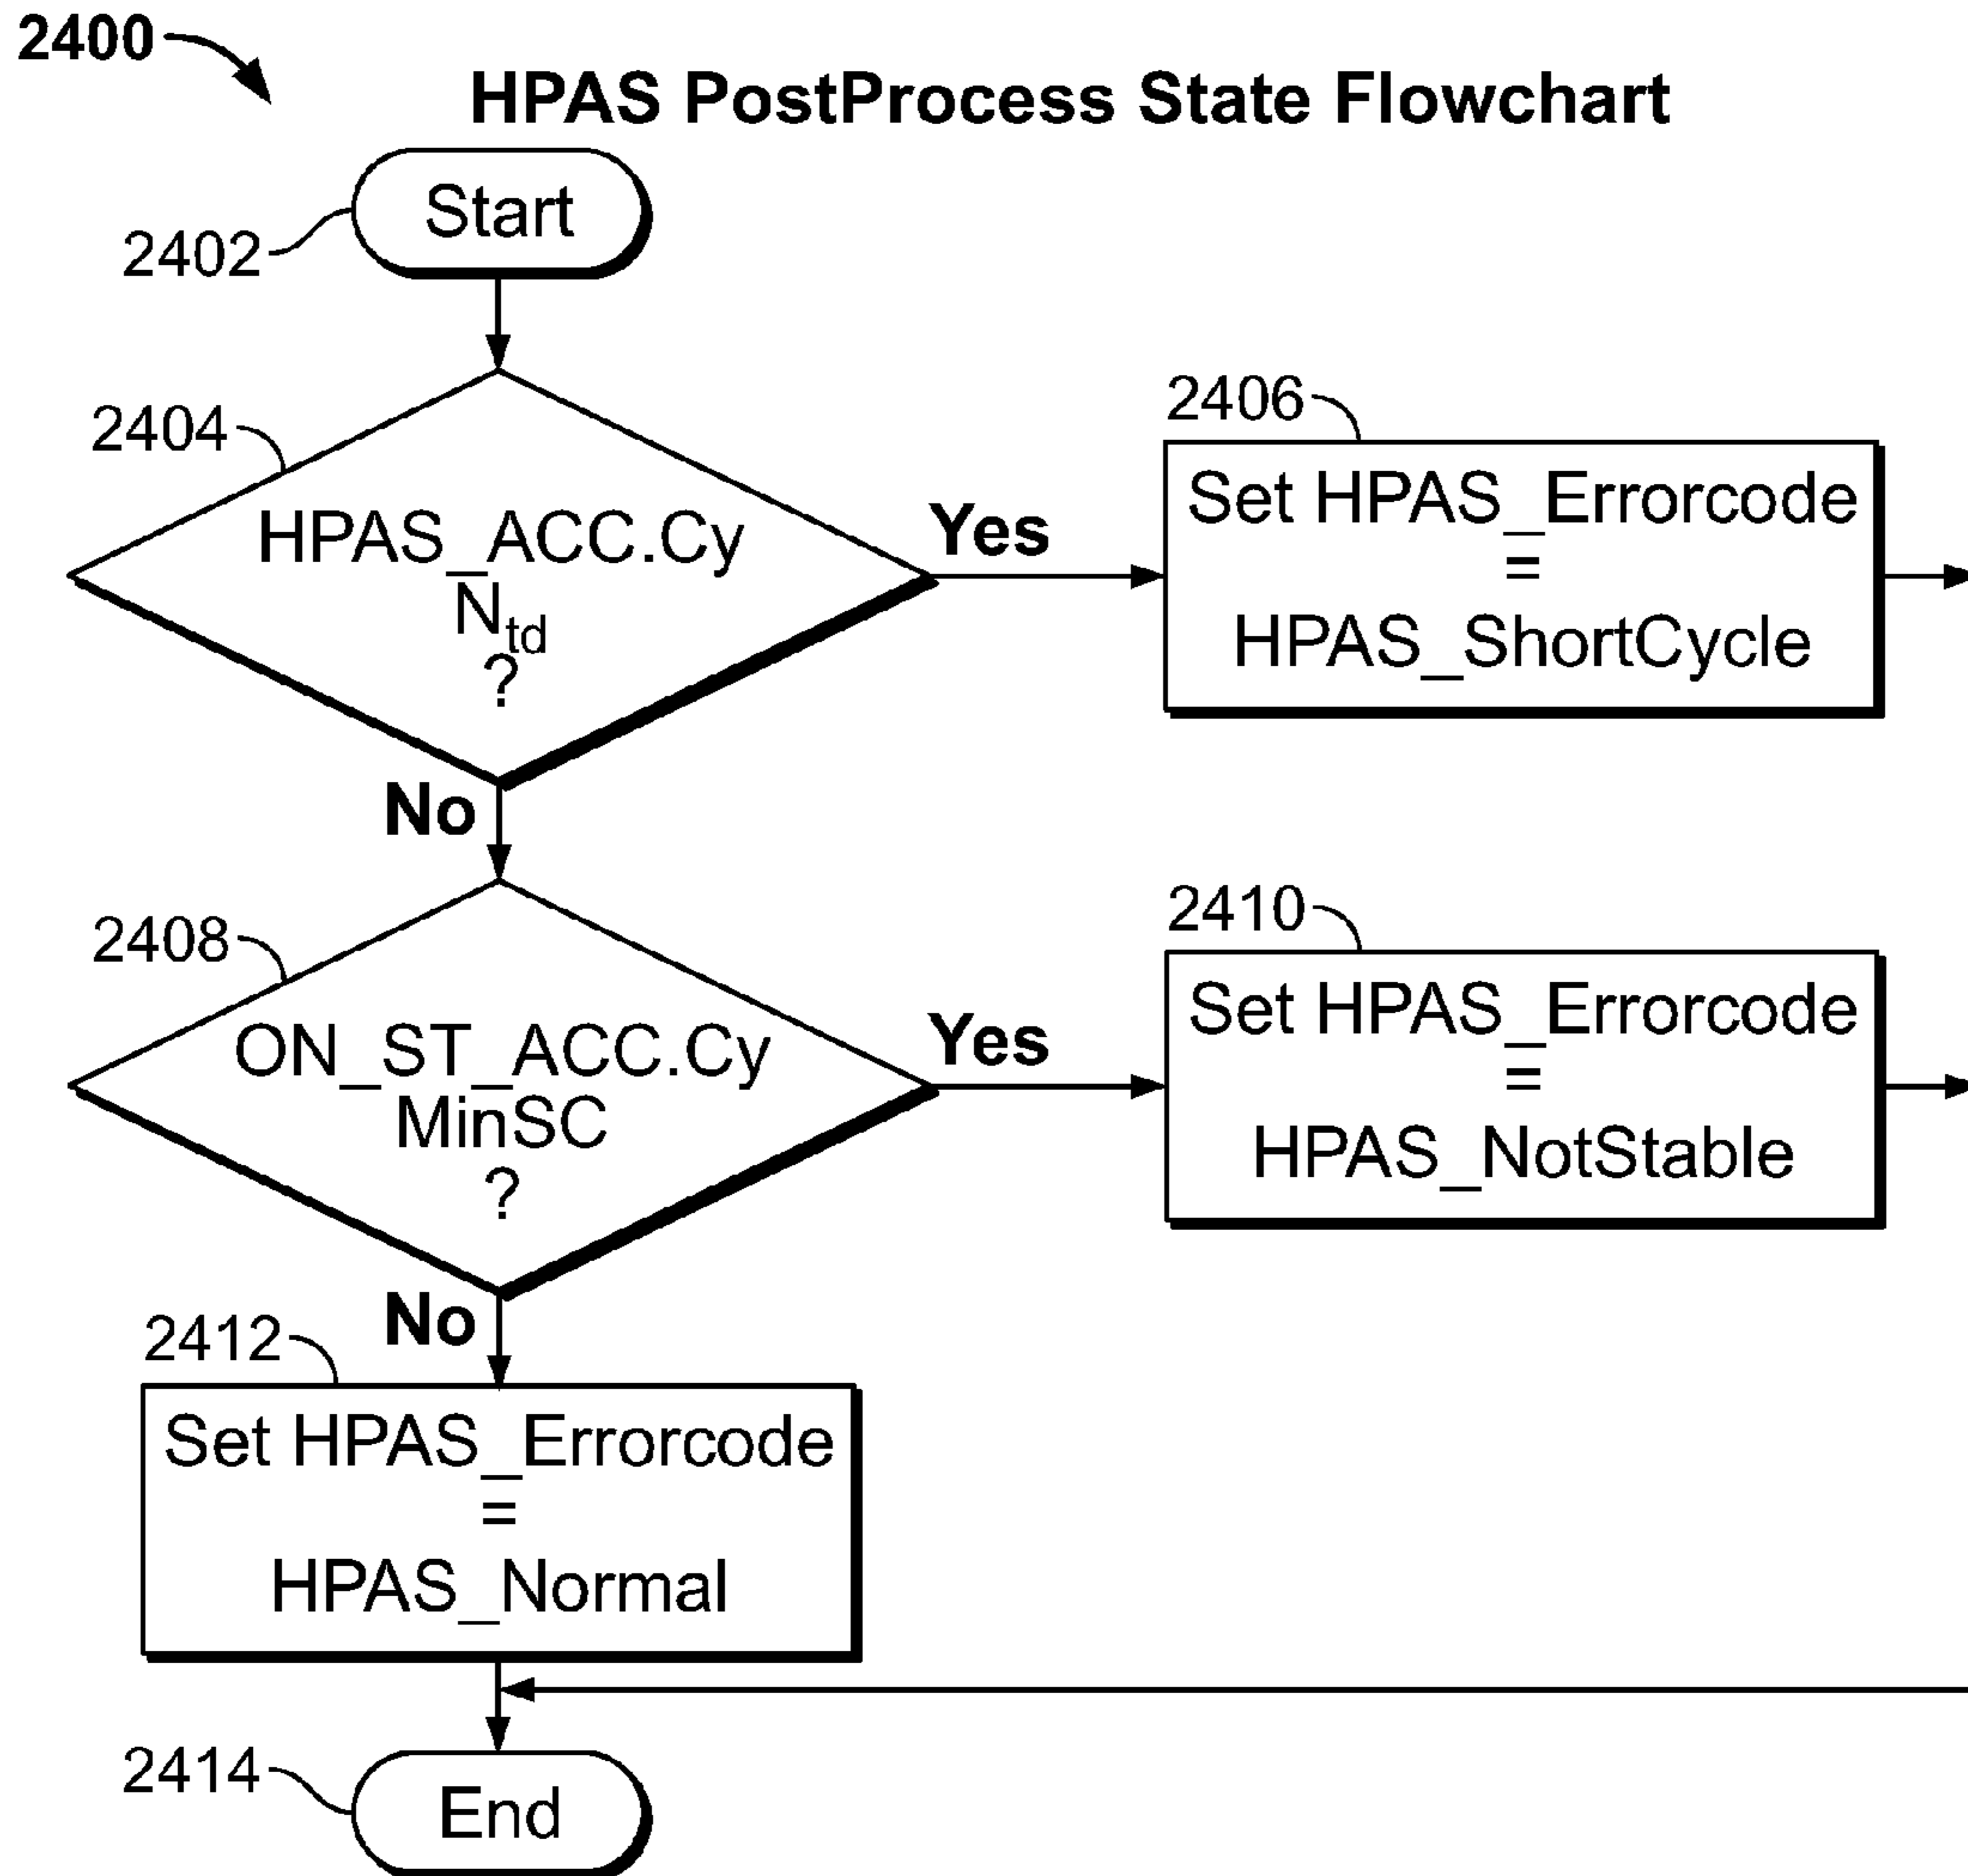 2400
HPAS PostProcess State Flowchart
Start
2402
2404
HPAS_ACC.Cy
Ntd
?
Yes
2406
Set HPAS_Errorcode
=
HPAS_ShortCycle
No
2408
ON_ST_ACC.Cy
MinSC
?
Yes
2410
Set HPAS_Errorcode
=
HPAS_NotStable
No
2412
Set HPAS_Errorcode
=
HPAS_Normal
2414
End